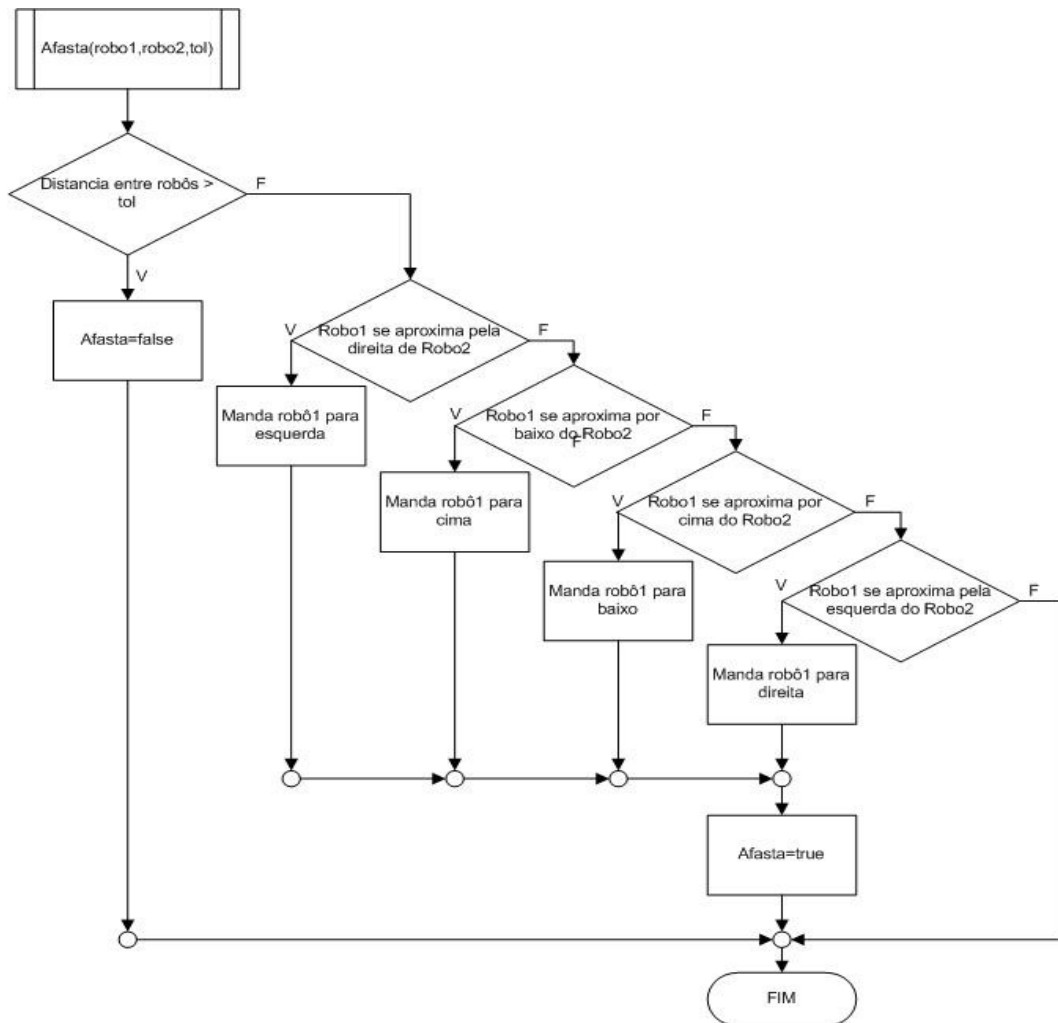 Afasta(robo1,robo2,tol)
Distancia entre robôs >
tol
F
V
Afasta=false
Robo1 se aproxima pela
direita de Robo2
V
F
Manda robô1 para
esquerda
Robo1 se aproxima por
baixo do Robo2
F
V
F
Manda robô1 para
cima
Robo1 se aproxima por
cima do Robo2
V
F
Manda robô1 para
baixo
Robo1 se aproxima pela
esquerda do Robo2
V
F
Manda robô1 para
direita
Afasta=true
FIM